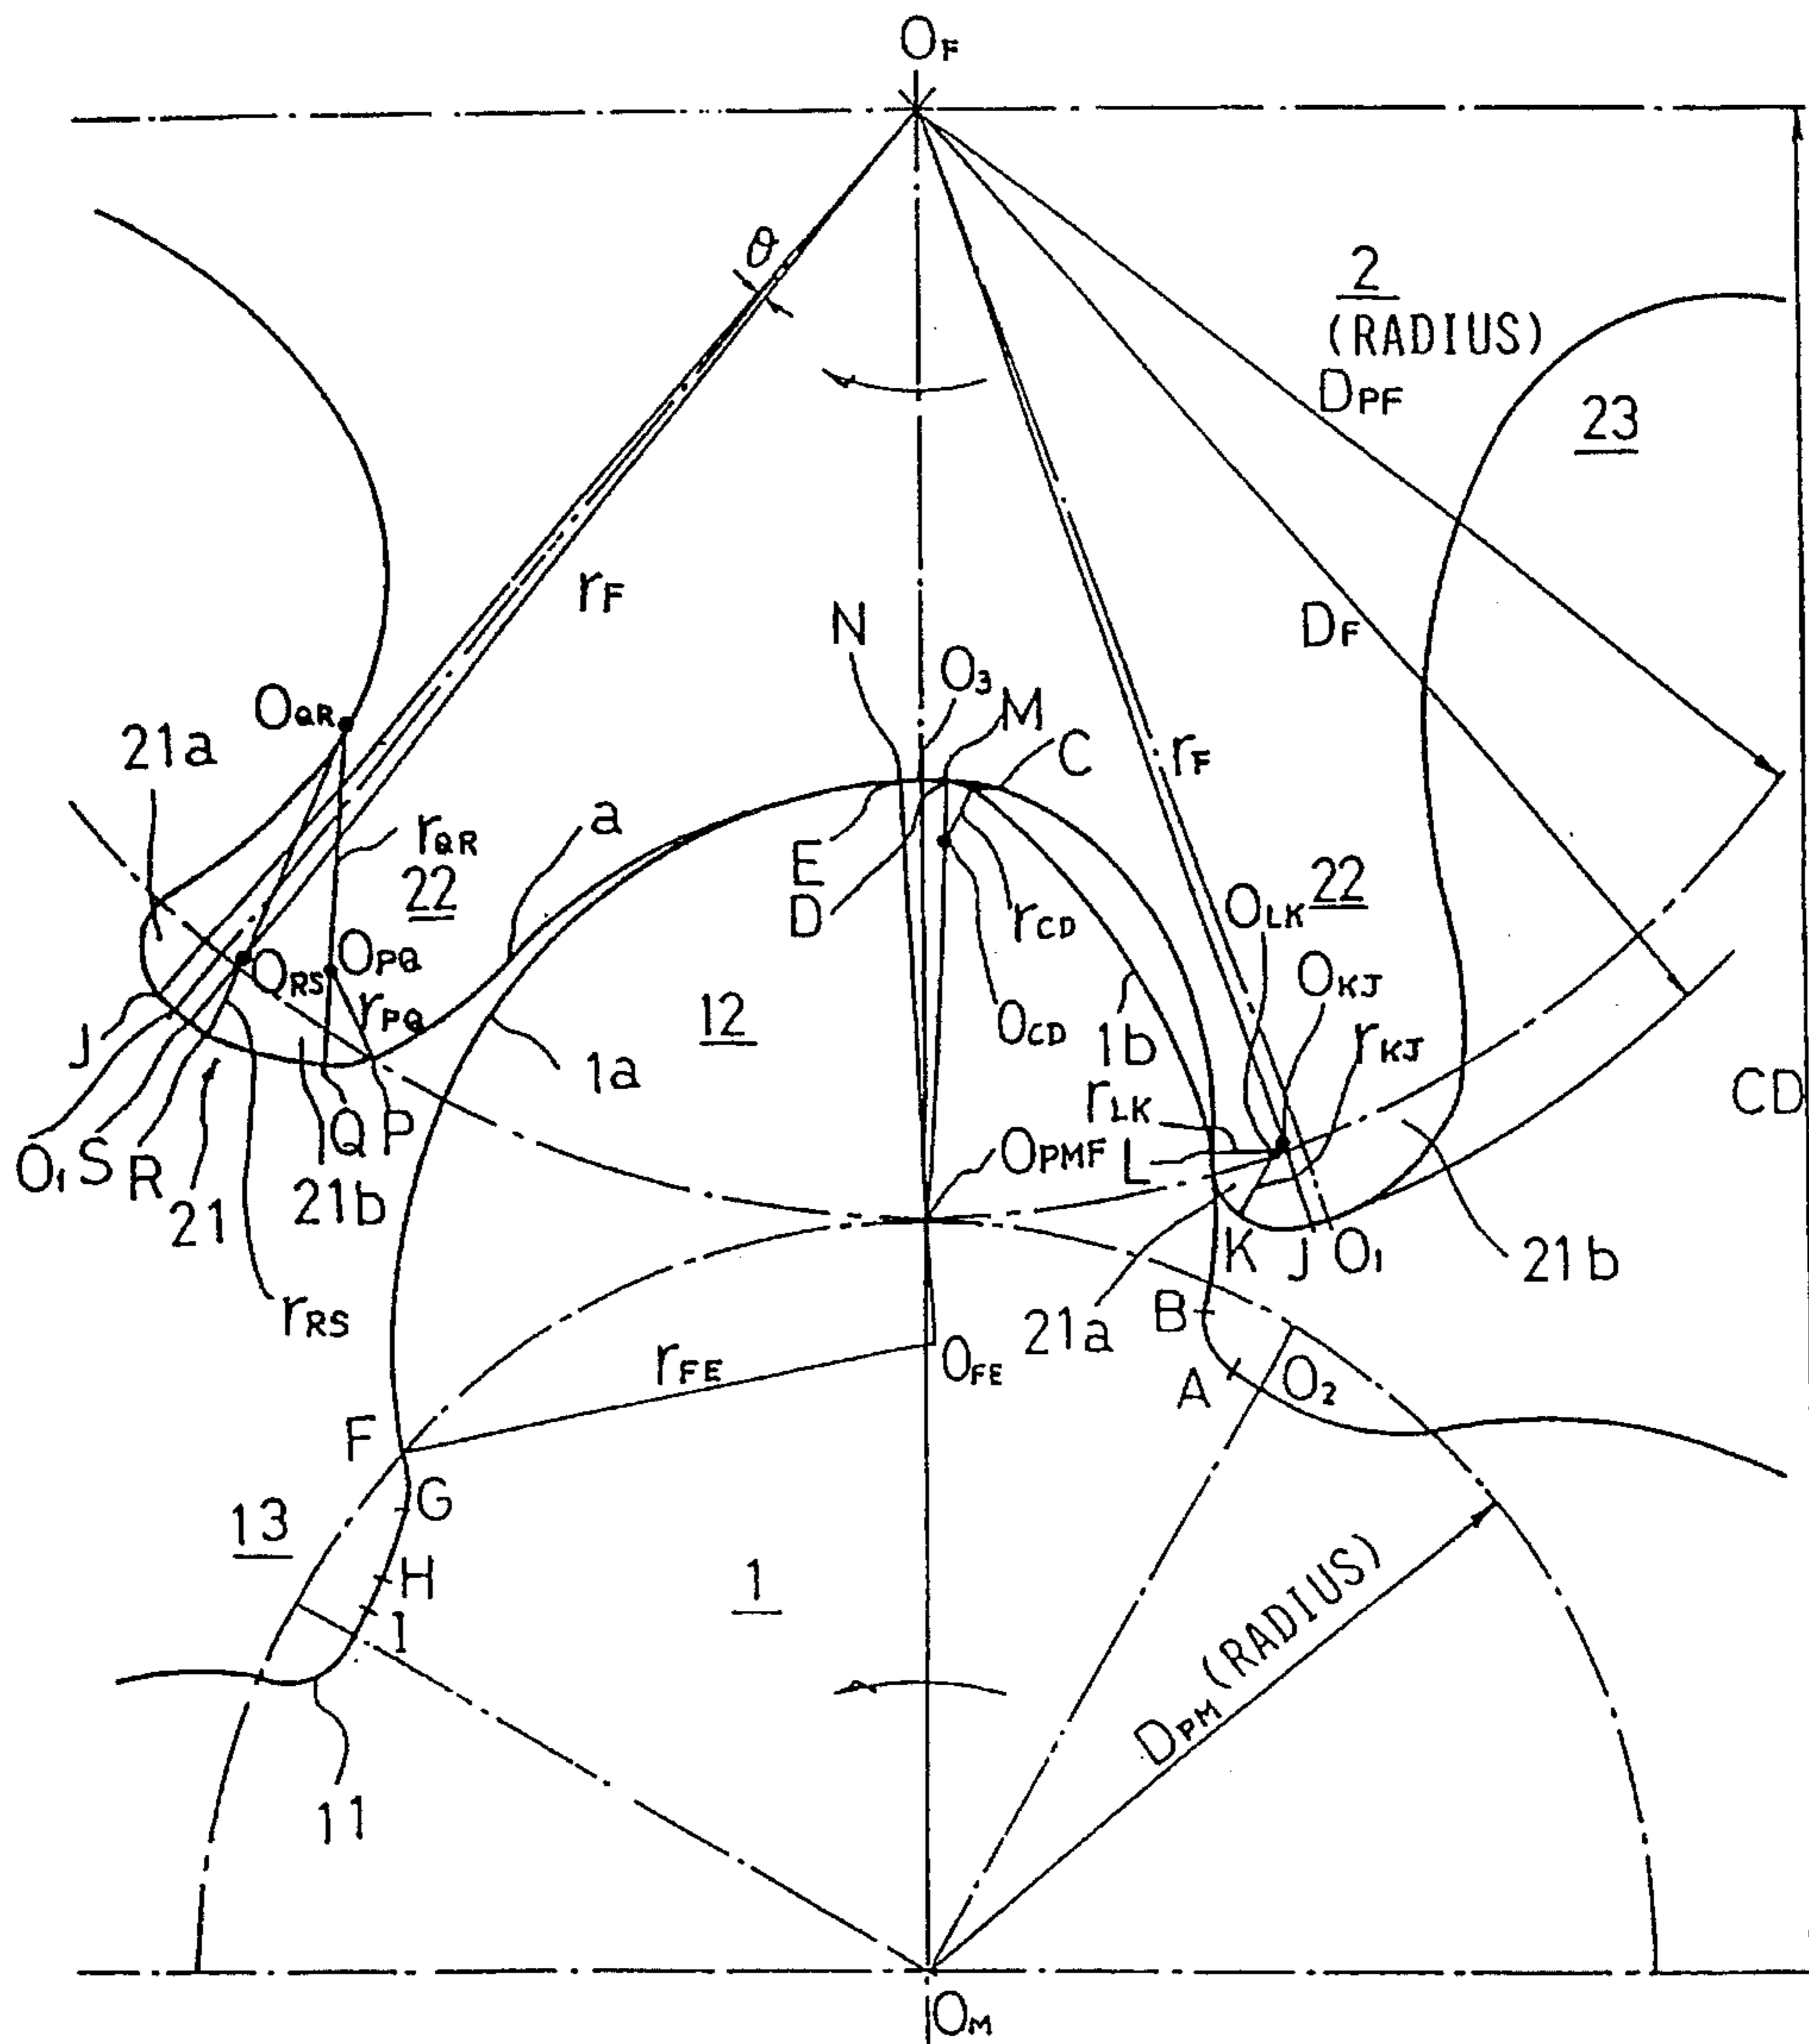 OF
θ
2
(RADIUS)
DPF
23
rF
N
DF
O3
M
C
rF
OQR
21a
a
rQR
22
E
D
rCD
OLK
22
OKJ
ORS
OPQ
rPQ
12
OCD
1b
rKJ
J
1a
rLK
CD
O1
S
R
Q
P
OPMF
L
21
21b
K
J
O1
21b
rRS
B
21a
rFE
OFE
A
O2
F
G
13
H
1
I
DPM (RADIUS)
11
OM